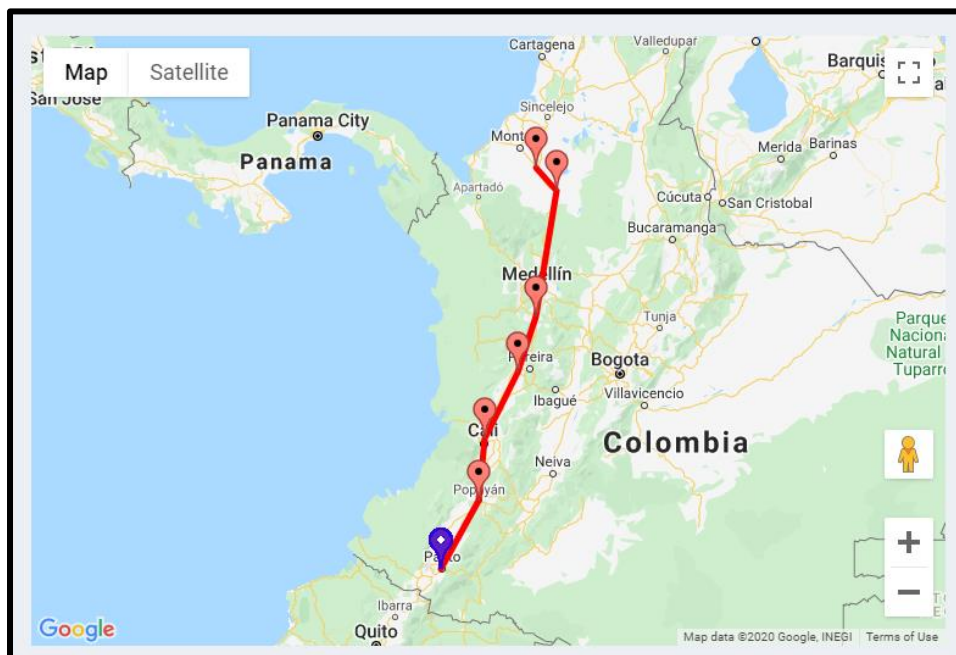 Map
Satellite
San José
Panama City
Panama
Cartagena
Valledupar
Sincelejo
Apartadó
Merida
Barinas
Cúcuta
San Cristobal
Bucaramanga
Medellín
Tunja
Bogota
Ibagué
Villavicencio
Parque
Nacional
Natural
Tuparro
Cali
Colombia
Neiva
Popayán
Pasto
Ibarra
Quito
Google
Map data ©2020 Google, INEGI
Terms of Use